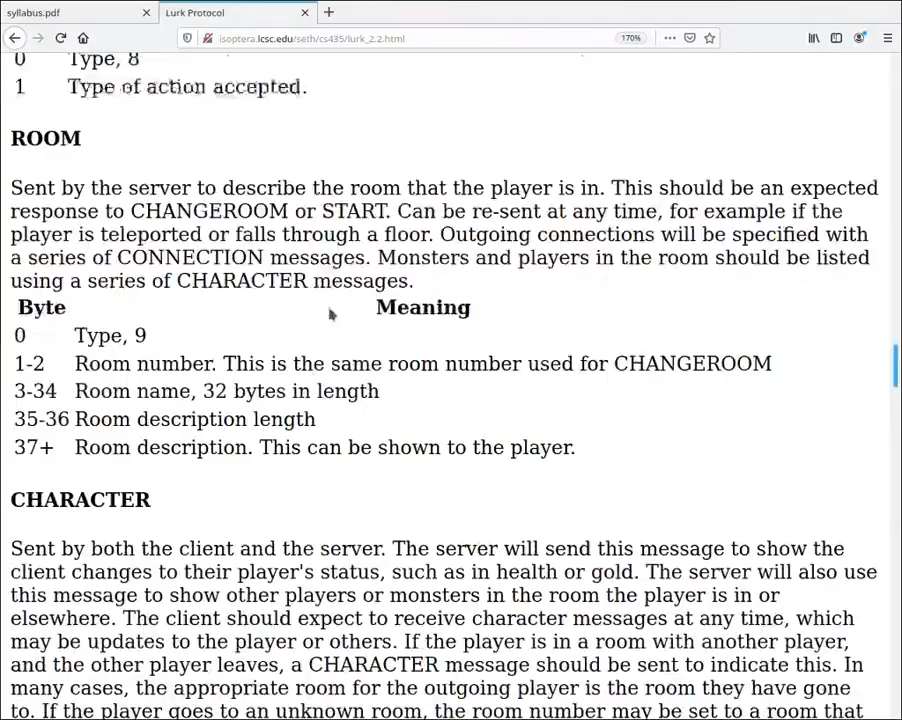 syllabus.pdf
Lurk Protocol
isoptera.lcsc.edu/seth/cs435/lurk_2.2.html
170%
0 Type, 8
1 Type of action accepted.
ROOM
Sent by the server to describe the room that the player is in. This should be an expected
response to CHANGEROOM or START. Can be re-sent at any time, for example if the
player is teleported or falls through a floor. Outgoing connections will be specified with
a series of CONNECTION messages. Monsters and players in the room should be listed
using a series of CHARACTER messages.
Byte Meaning
0 Type, 9
1-2 Room number. This is the same room number used for CHANGEROOM
3-34 Room name, 32 bytes in length
35-36 Room description length
37+ Room description. This can be shown to the player.
CHARACTER
Sent by both the client and the server. The server will send this message to show the
client changes to their player's status, such as in health or gold. The server will also use
this message to show other players or monsters in the room the player is in or
elsewhere. The client should expect to receive character messages at any time, which
may be updates to the player or others. If the player is in a room with another player,
and the other player leaves, a CHARACTER message should be sent to indicate this. In
many cases, the appropriate room for the outgoing player is the room they have gone
to. If the player goes to an unknown room, the room number may be set to a room that